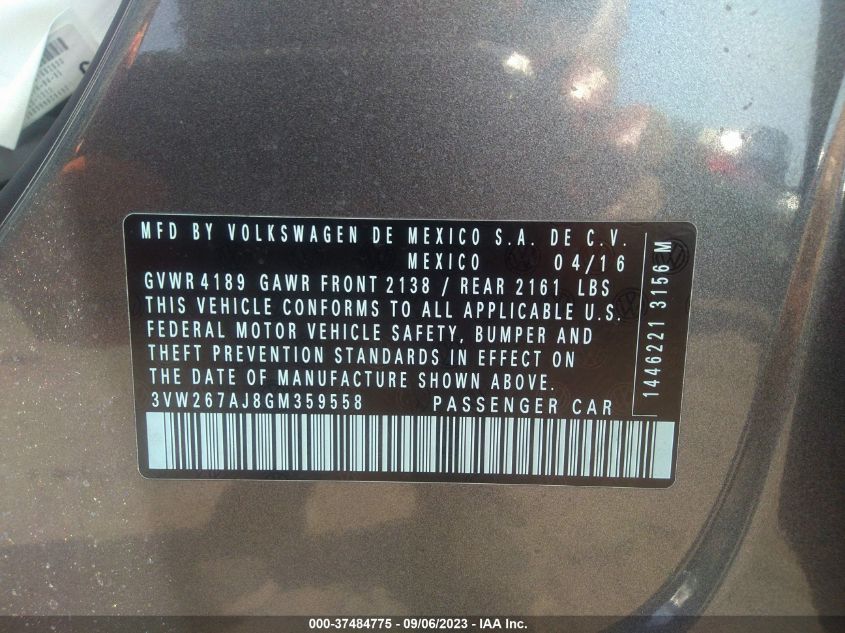 MFD BY VOLKSWAGEN DE MEXICO S.A. DE C.V.
MEXICO 04/16
GVWR 4189 GAWR FRONT 2138 / REAR 2161 LBS
THIS VEHICLE CONFORMS TO ALL APPLICABLE U.S.
FEDERAL MOTOR VEHICLE SAFETY, BUMPER AND
THEFT PREVENTION STANDARDS IN EFFECT ON
THE DATE OF MANUFACTURE SHOWN ABOVE.
3VW267AJ8GM359558 PASSENGER CAR
1446221 3156 M
000-37484775 - 09/06/2023 - IAA Inc.